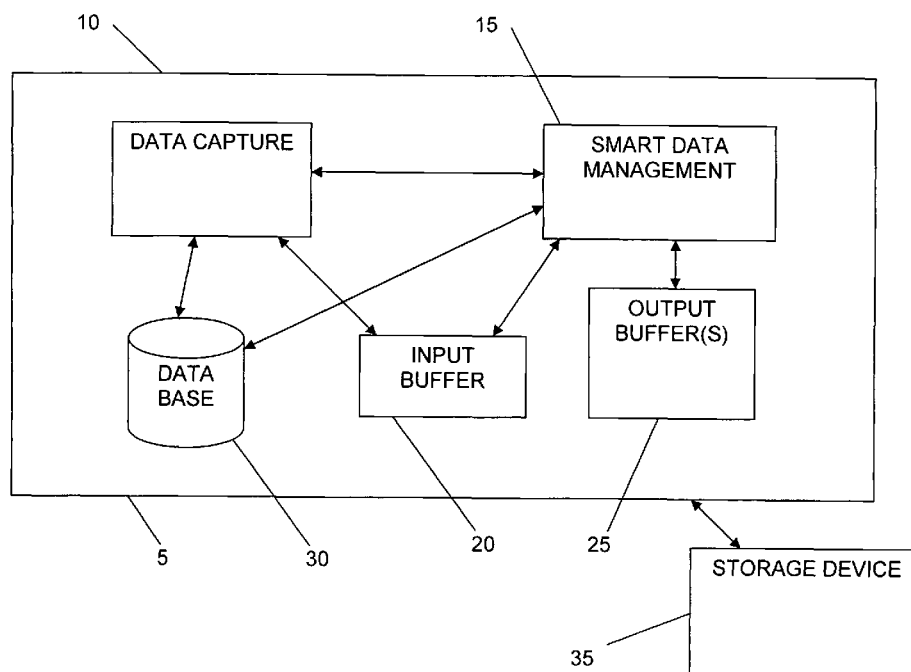 10
15
DATA CAPTURE
SMART DATA
MANAGEMENT
DATA
BASE
INPUT
BUFFER
OUTPUT
BUFFER(S)
5
30
20
25
STORAGE DEVICE
35